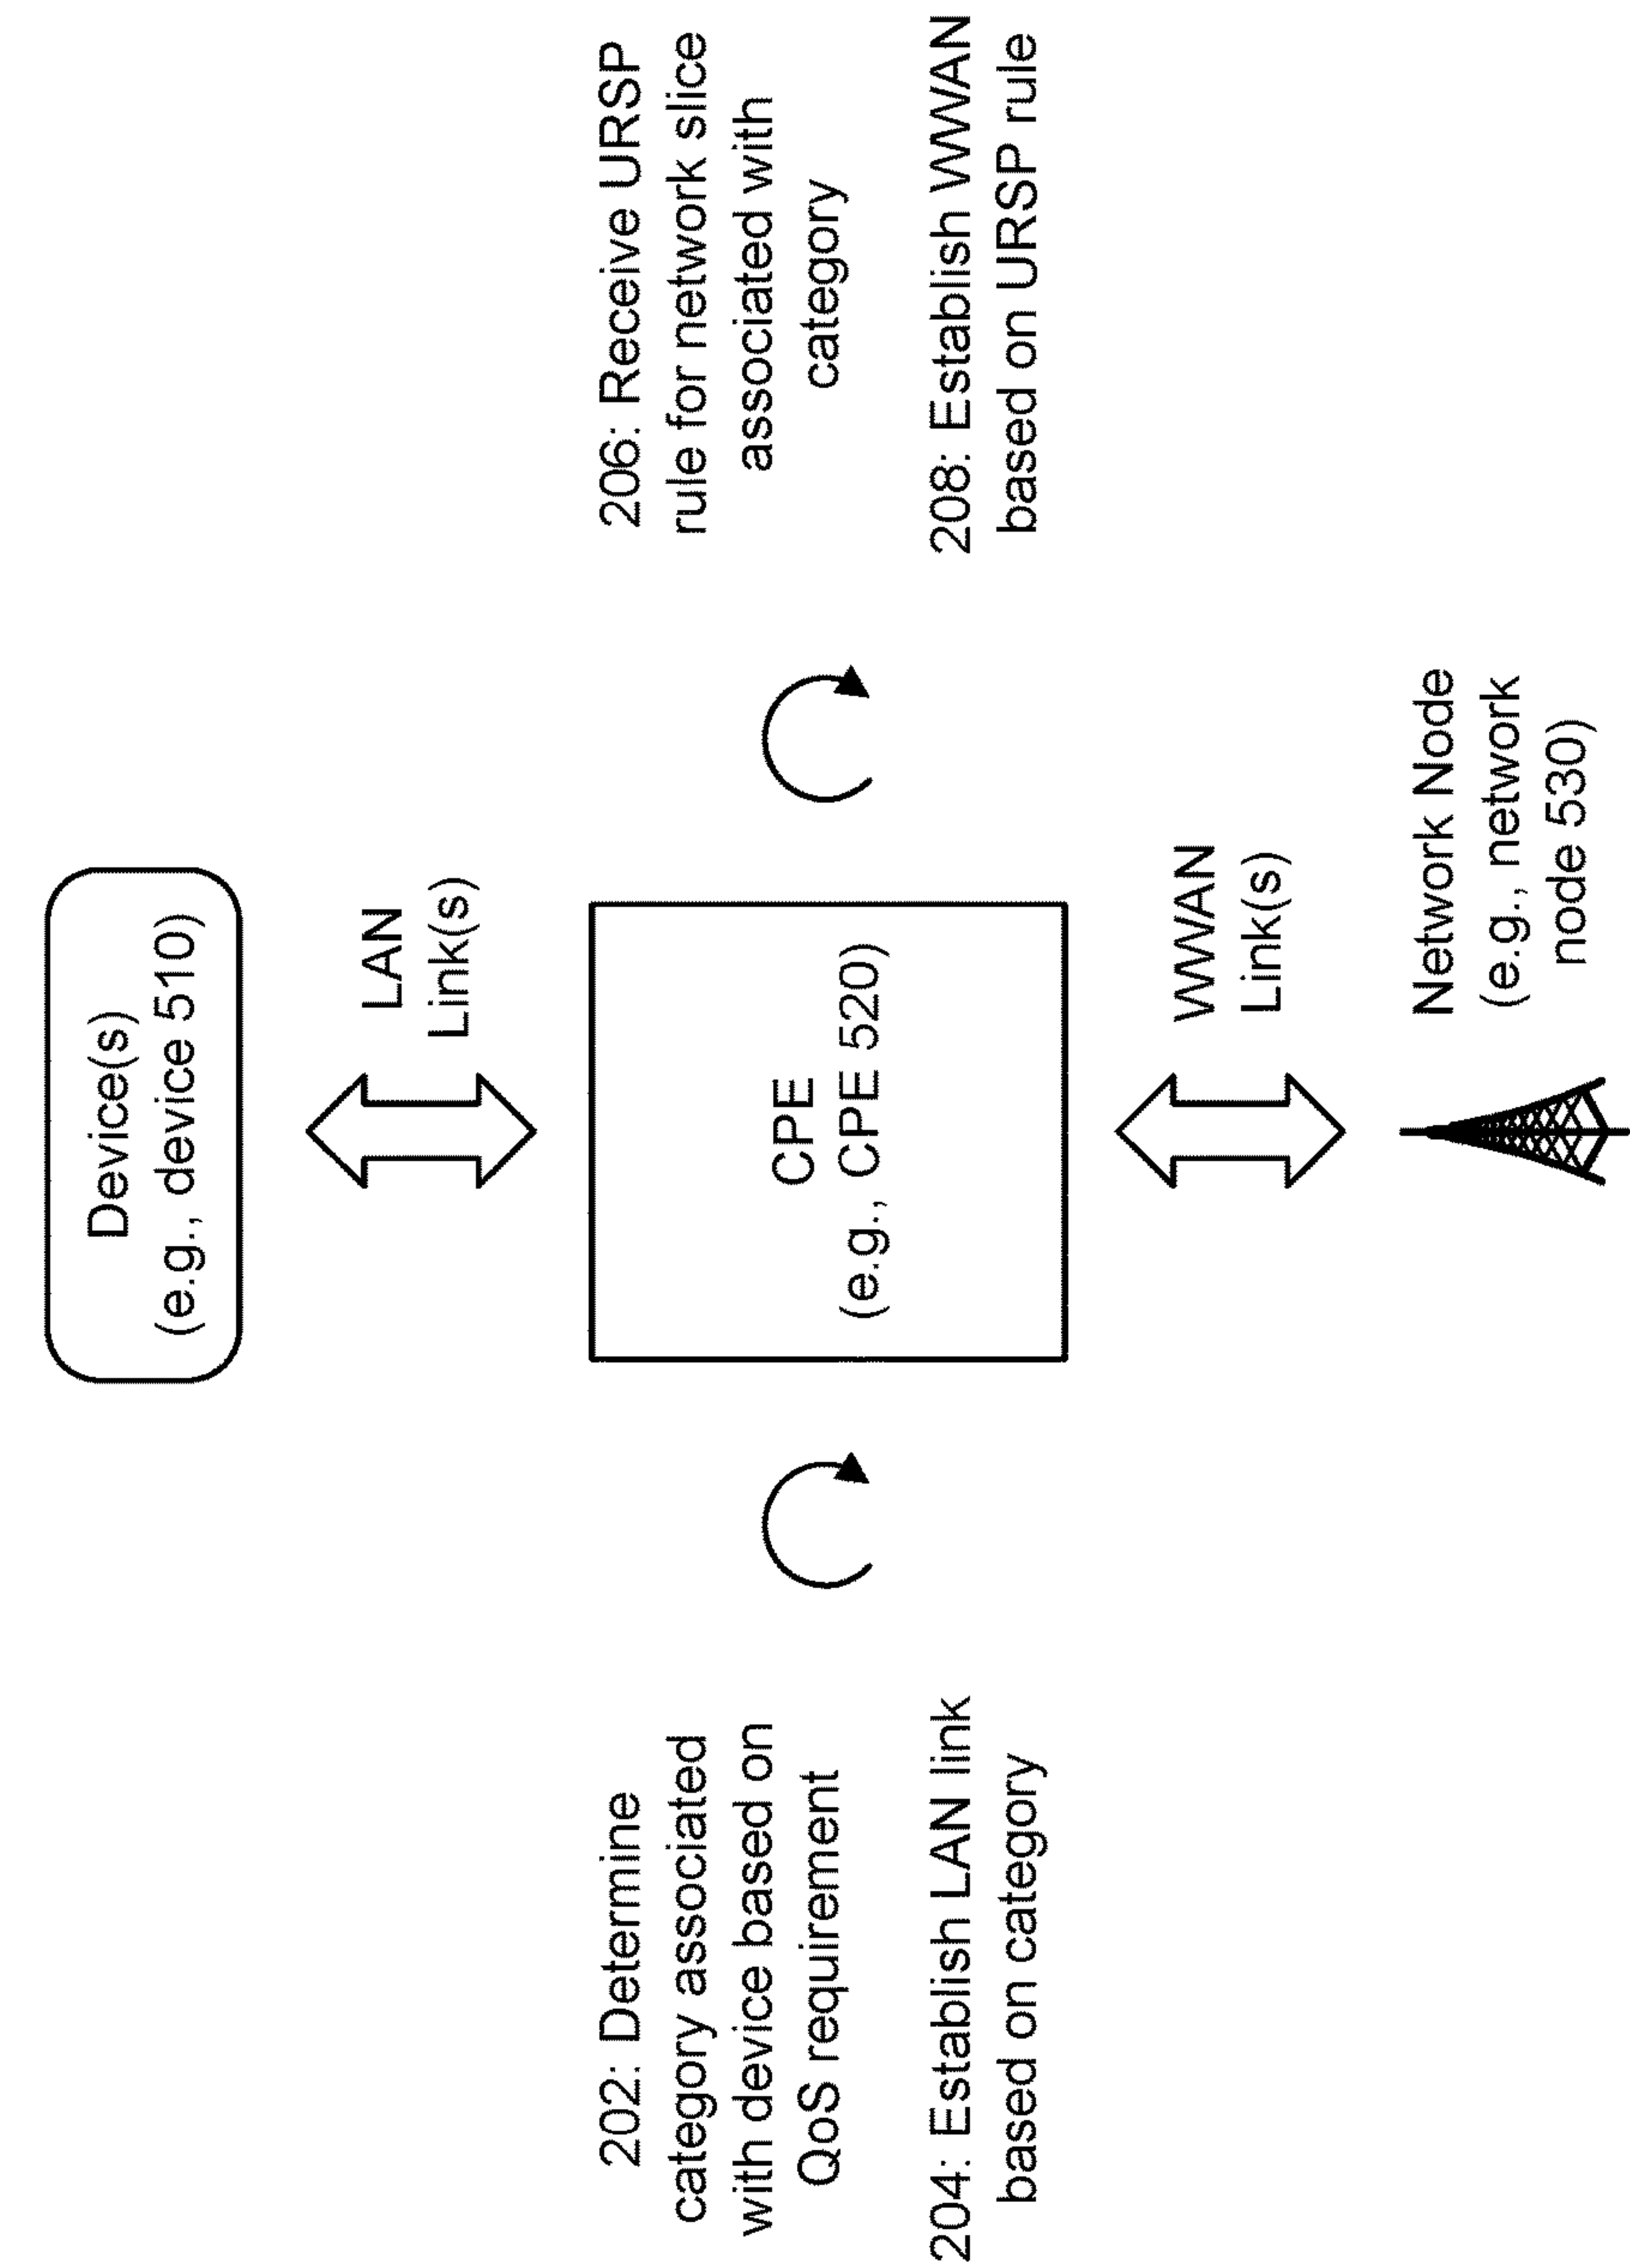 Device(s)
(e.g., device 510)
LAN
Link(s)
202: Determine
category associated
with device based on
QoS requirement
204: Establish LAN link
based on category
CPE
(e.g., CPE 520)
206: Receive URSP
rule for network slice
associated with
category
208: Establish WWAN
based on URSP rule
WWAN
Link(s)
Network Node
(e.g., network
node 530)